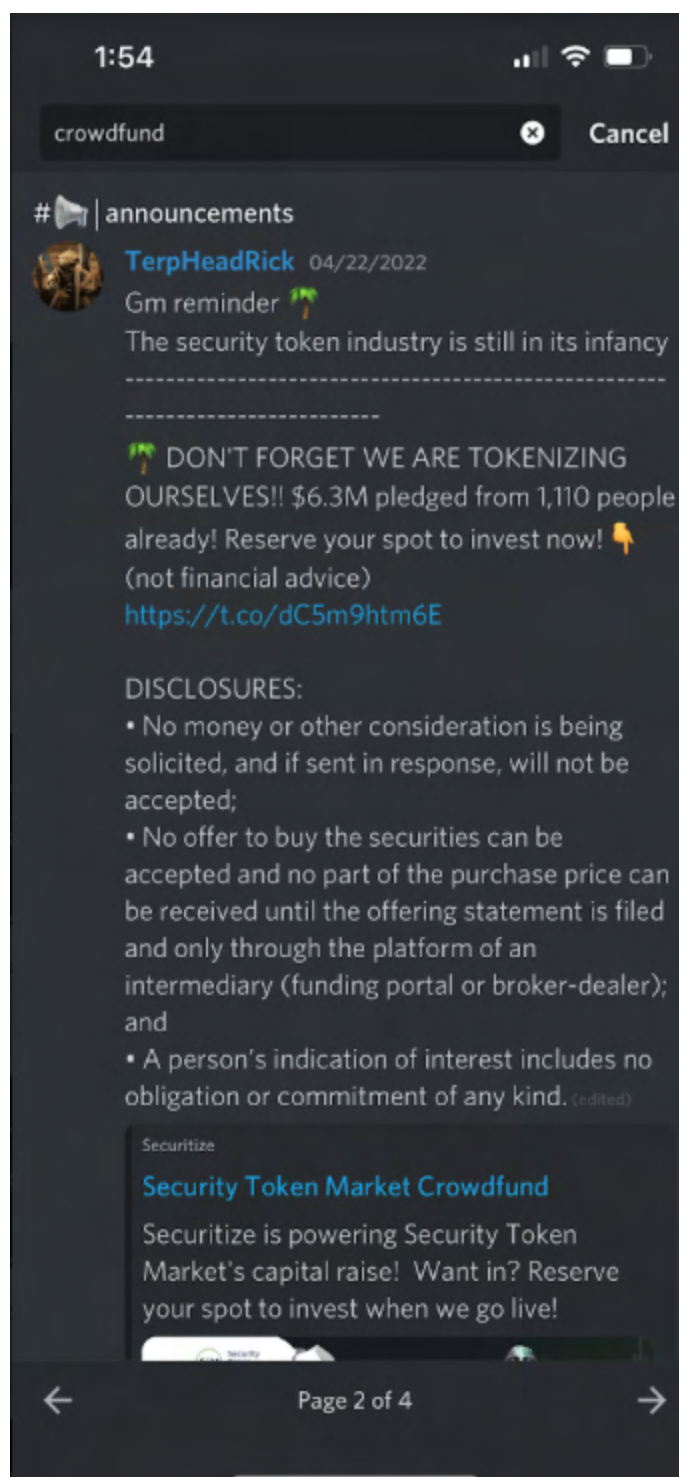 1:54
crowdfund
Cancel
# | announcements
TerpHeadRick 04/22/2022
Gm reminder 🌴
The security token industry is still in its infancy
-----------------------------------------------------
-------------------------
🌴 DON'T FORGET WE ARE TOKENIZING
OURSELVES!! $6.3M pledged from 1,110 people
already! Reserve your spot to invest now! 👇
(not financial advice)
https://t.co/dC5m9htm6E
DISCLOSURES:
• No money or other consideration is being
solicited, and if sent in response, will not be
accepted;
• No offer to buy the securities can be
accepted and no part of the purchase price can
be received until the offering statement is filed
and only through the platform of an
intermediary (funding portal or broker-dealer);
and
• A person's indication of interest includes no
obligation or commitment of any kind. (edited)
Securitize
Security Token Market Crowdfund
Securitize is powering Security Token
Market's capital raise! Want in? Reserve
your spot to invest when we go live!
Security
Page 2 of 4